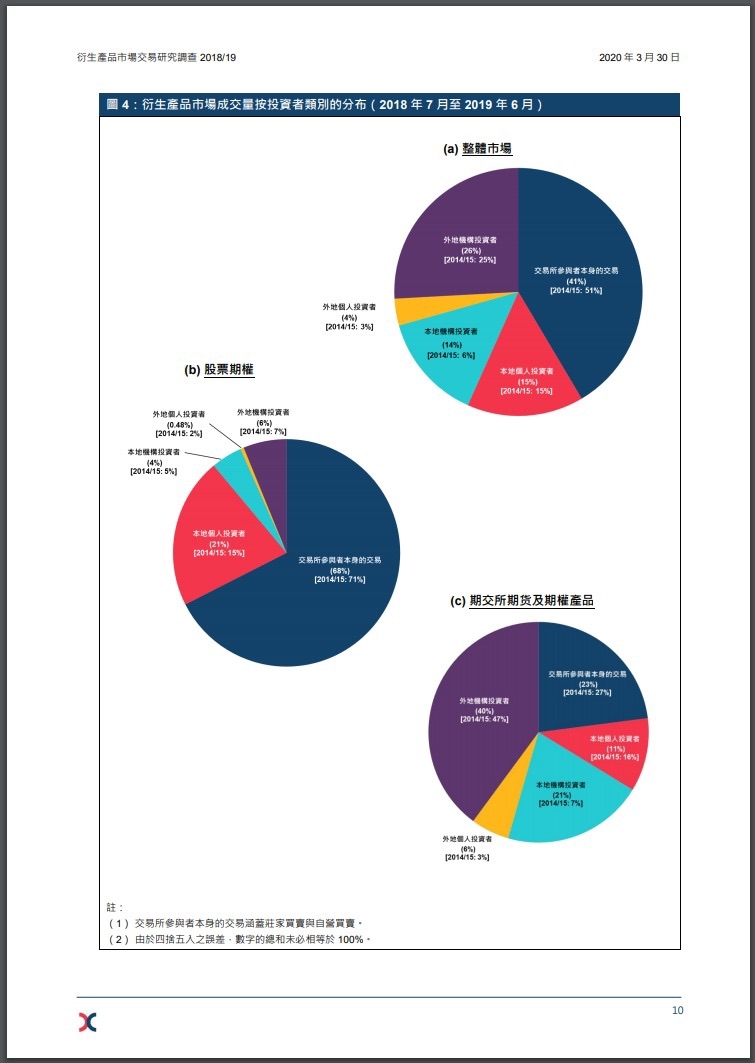 衍生產品市場交易研究調查 2018/19
2020 年 3 月 30 日
圖 4：衍生產品市場成交量按投資者類別的分布（2018 年 7 月至 2019 年 6 月）
(a) 整體市場
外地機構投資者
(26%)
[2014/15: 25%]
交易所參與者本身的交易
(41%)
[2014/15: 51%]
外地個人投資者
(4%)
[2014/15: 3%]
本地機構投資者
(14%)
[2014/15: 6%]
本地個人投資者
(15%)
[2014/15: 15%]
(b) 股票期權
外地個人投資者
(0.48%)
[2014/15: 2%]
外地機構投資者
(6%)
[2014/15: 7%]
本地機構投資者
(4%)
[2014/15: 5%]
本地個人投資者
(21%)
[2014/15: 15%]
交易所參與者本身的交易
(68%)
[2014/15: 71%]
(c) 期交所期货及期權產品
外地機構投資者
(40%)
[2014/15: 47%]
交易所參與者本身的交易
(23%)
[2014/15: 27%]
本地個人投資者
(11%)
[2014/15: 16%]
本地機構投資者
(21%)
[2014/15: 7%]
外地個人投資者
(6%)
[2014/15: 3%]
註：
（1） 交易所參與者本身的交易涵蓋莊家買賣與自營買賣。
（2） 由於四捨五入之誤差，數字的總和未必相等於 100%。
10